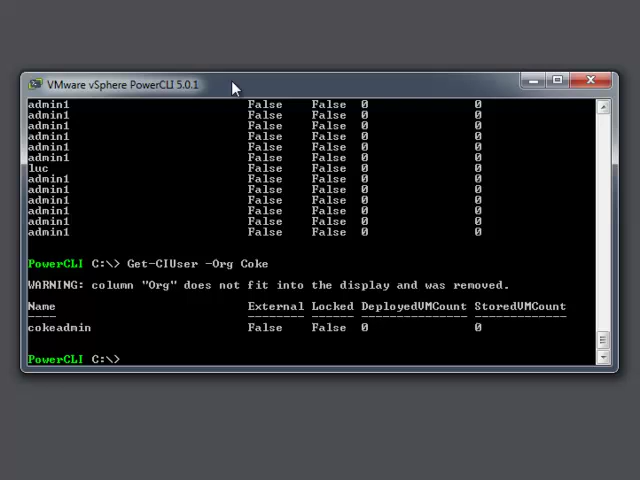 VMware vSphere PowerCLI 5.0.1
admin1 False False 0 0
admin1 False False 0 0
admin1 False False 0 0
admin1 False False 0 0
admin1 False False 0 0
admin1 False False 0 0
luc False False 0 0
admin1 False False 0 0
admin1 False False 0 0
admin1 False False 0 0
admin1 False False 0 0
admin1 False False 0 0
admin1 False False 0 0
PowerCLI C:\> Get-CIUser -Org Coke
WARNING: column "Org" does not fit into the display and was removed.
Name External Locked DeployedVMCount StoredVMCount
---- -------- ------ --------------- -------------
cokeadmin False False 0 0
PowerCLI C:\>